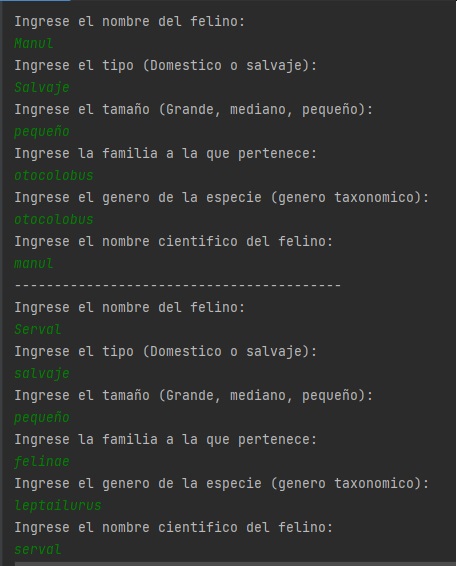 Ingrese el nombre del felino:
Manul
Ingrese el tipo (Domestico o salvaje):
Salvaje
Ingrese el tamaño (Grande, mediano, pequeño):
pequeño
Ingrese la familia a la que pertenece:
otocolobus
Ingrese el genero de la especie (genero taxonomico):
otocolobus
Ingrese el nombre cientifico del felino:
manul
-----------------------------------------
Ingrese el nombre del felino:
Serval
Ingrese el tipo (Domestico o salvaje):
salvaje
Ingrese el tamaño (Grande, mediano, pequeño):
pequeño
Ingrese la familia a la que pertenece:
felinae
Ingrese el genero de la especie (genero taxonomico):
leptailurus
Ingrese el nombre cientifico del felino:
serval